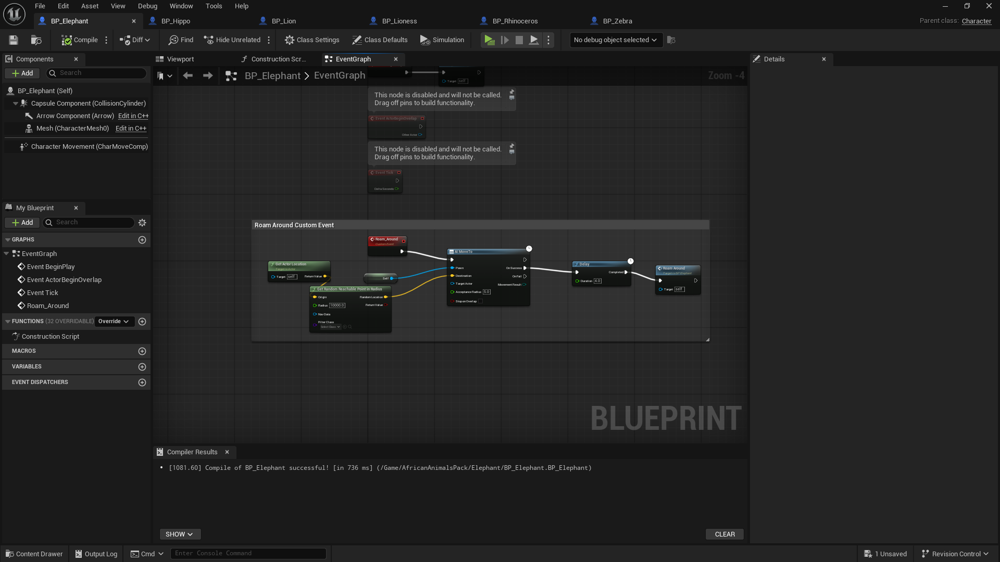 File Edit Asset View Debug Window Tools Help
BP_Elephant BP_Hippo BP_Lion BP_Lioness BP_Rhinoceros BP_Zebra Parent class: Character
Compile Diff Find Hide Unrelated Class Settings Class Defaults Simulation No debug object selected
Components
Add Search
BP_Elephant (Self)
Capsule Component (CollisionCylinder)
Arrow Component (Arrow) Edit in C++
Mesh (CharacterMesh0) Edit in C++
Character Movement (CharMoveComp)
My Blueprint
Add Search
GRAPHS
EventGraph
Event BeginPlay
Event ActorBeginOverlap
Event Tick
Roam_Around
FUNCTIONS (32 OVERRIDABLE) Override
Construction Script
MACROS
VARIABLES
EVENT DISPATCHERS
Viewport Construction Scr... EventGraph
BP_Elephant > EventGraph Zoom -4
Target self
This node is disabled and will not be called.
Drag off pins to build functionality.
Event ActorBeginOverlap
Other Actor
This node is disabled and will not be called.
Drag off pins to build functionality.
Event Tick
Delta Seconds
Roam Around Custom Event
Roam_Around
Custom Event
Get Actor Location
Target is Actor
Target self Return Value
Self
Get Random Reachable Point in Radius
Origin Random Location
Radius 10000.0 Return Value
Nav Data
Filter Class
Select Class
AI MoveTo
Pawn On Success
Destination On Fail
Target Actor Movement Result
Acceptance Radius 5.0
Stop on Overlap
Delay
Completed
Duration 4.0
Roam Around
Target is BP Elephant
Target self
BLUEPRINT
Compiler Results
• [1081.60] Compile of BP_Elephant successful! [in 736 ms] (/Game/AfricanAnimalsPack/Elephant/BP_Elephant.BP_Elephant)
SHOW CLEAR
Details
Content Drawer Output Log Cmd Enter Console Command 1 Unsaved Revision Control